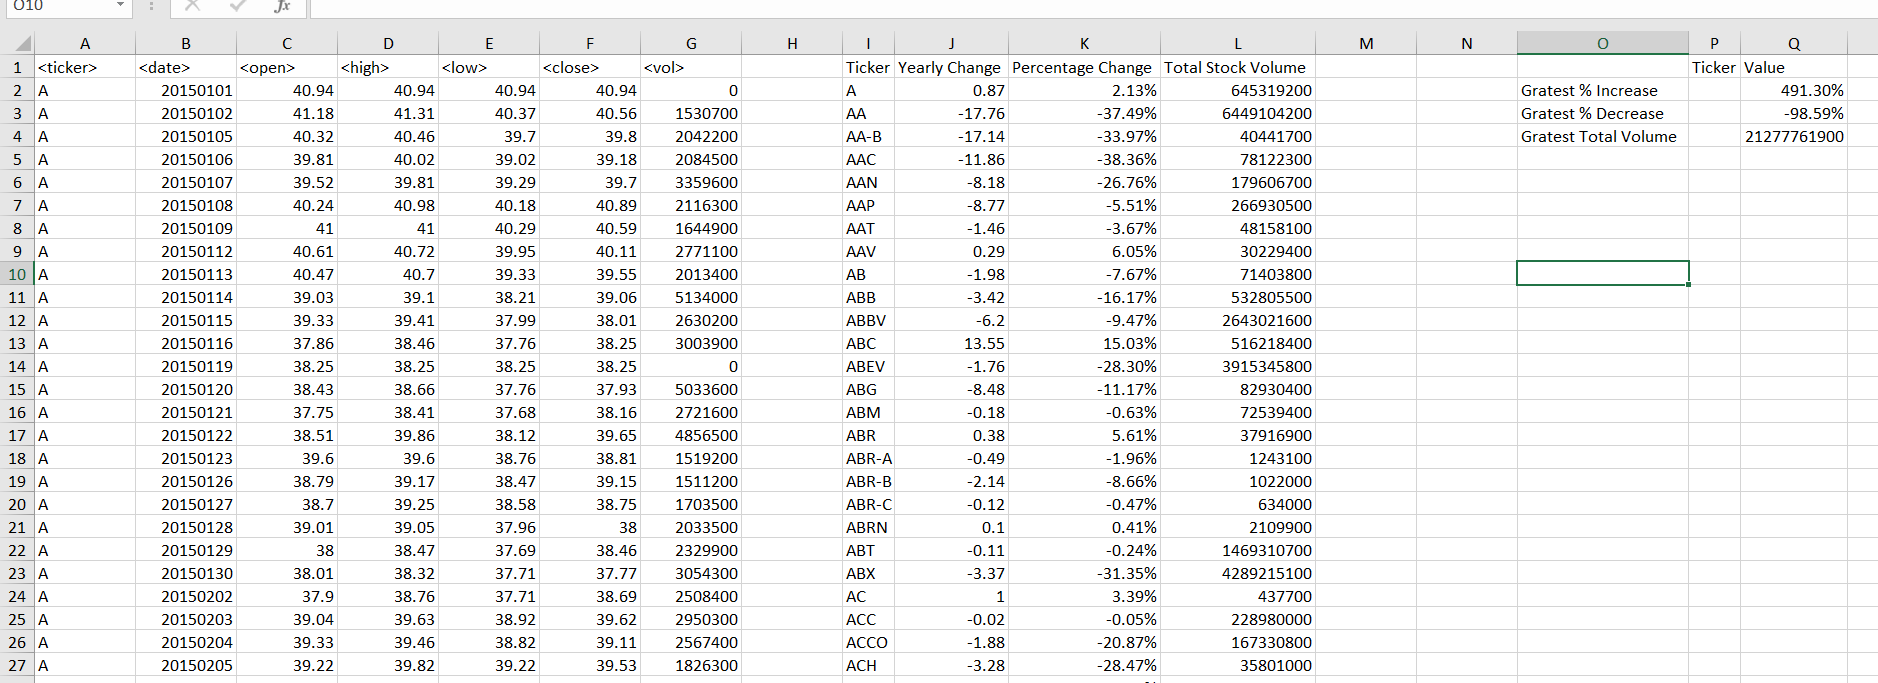 O10 fx
A B C D E F G H I J K L M N O P Q
1 <ticker> <date> <open> <high> <low> <close> <vol> Ticker Yearly Change Percentage Change Total Stock Volume Ticker Value
2 A 20150101 40.94 40.94 40.94 40.94 0 A 0.87 2.13% 645319200 Gratest % Increase 491.30%
3 A 20150102 41.18 41.31 40.37 40.56 1530700 AA -17.76 -37.49% 6449104200 Gratest % Decrease -98.59%
4 A 20150105 40.32 40.46 39.7 39.8 2042200 AA-B -17.14 -33.97% 40441700 Gratest Total Volume 21277761900
5 A 20150106 39.81 40.02 39.02 39.18 2084500 AAC -11.86 -38.36% 78122300
6 A 20150107 39.52 39.81 39.29 39.7 3359600 AAN -8.18 -26.76% 179606700
7 A 20150108 40.24 40.98 40.18 40.89 2116300 AAP -8.77 -5.51% 266930500
8 A 20150109 41 41 40.29 40.59 1644900 AAT -1.46 -3.67% 48158100
9 A 20150112 40.61 40.72 39.95 40.11 2771100 AAV 0.29 6.05% 30229400
10 A 20150113 40.47 40.7 39.33 39.55 2013400 AB -1.98 -7.67% 71403800
11 A 20150114 39.03 39.1 38.21 39.06 5134000 ABB -3.42 -16.17% 532805500
12 A 20150115 39.33 39.41 37.99 38.01 2630200 ABBV -6.2 -9.47% 2643021600
13 A 20150116 37.86 38.46 37.76 38.25 3003900 ABC 13.55 15.03% 516218400
14 A 20150119 38.25 38.25 38.25 38.25 0 ABEV -1.76 -28.30% 3915345800
15 A 20150120 38.43 38.66 37.76 37.93 5033600 ABG -8.48 -11.17% 82930400
16 A 20150121 37.75 38.41 37.68 38.16 2721600 ABM -0.18 -0.63% 72539400
17 A 20150122 38.51 39.86 38.12 39.65 4856500 ABR 0.38 5.61% 37916900
18 A 20150123 39.6 39.6 38.76 38.81 1519200 ABR-A -0.49 -1.96% 1243100
19 A 20150126 38.79 39.17 38.47 39.15 1511200 ABR-B -2.14 -8.66% 1022000
20 A 20150127 38.7 39.25 38.58 38.75 1703500 ABR-C -0.12 -0.47% 634000
21 A 20150128 39.01 39.05 37.96 38 2033500 ABRN 0.1 0.41% 2109900
22 A 20150129 38 38.47 37.69 38.46 2329900 ABT -0.11 -0.24% 1469310700
23 A 20150130 38.01 38.32 37.71 37.77 3054300 ABX -3.37 -31.35% 4289215100
24 A 20150202 37.9 38.76 37.71 38.69 2508400 AC 1 3.39% 437700
25 A 20150203 39.04 39.63 38.92 39.62 2950300 ACC -0.02 -0.05% 228980000
26 A 20150204 39.33 39.46 38.82 39.11 2567400 ACCO -1.88 -20.87% 167330800
27 A 20150205 39.22 39.82 39.22 39.53 1826300 ACH -3.28 -28.47% 35801000